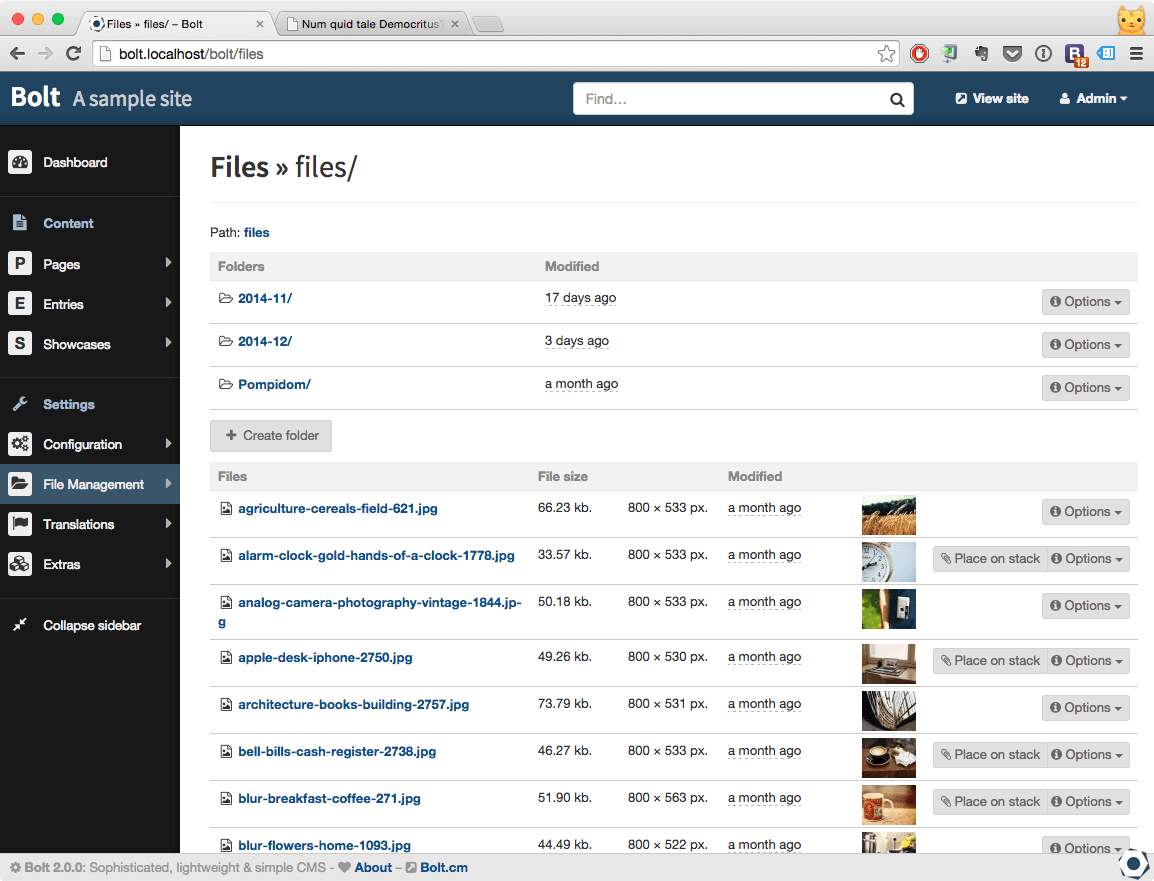 Files » files/ – Bolt
Num quid tale Democritus?
bolt.localhost/bolt/files
12
Bolt A sample site
Find...
View site
Admin
Dashboard
Content
P Pages
E Entries
S Showcases
Settings
Configuration
File Management
Translations
Extras
Collapse sidebar
Files » files/
Path: files
Folders Modified
2014-11/ 17 days ago Options
2014-12/ 3 days ago Options
Pompidom/ a month ago Options
+ Create folder
Files File size Modified
agriculture-cereals-field-621.jpg 66.23 kb. 800 × 533 px. a month ago Options
alarm-clock-gold-hands-of-a-clock-1778.jpg 33.57 kb. 800 × 533 px. a month ago Place on stack Options
analog-camera-photography-vintage-1844.jp- 50.18 kb. 800 × 533 px. a month ago Options
g
apple-desk-iphone-2750.jpg 49.26 kb. 800 × 530 px. a month ago Place on stack Options
architecture-books-building-2757.jpg 73.79 kb. 800 × 531 px. a month ago Options
bell-bills-cash-register-2738.jpg 46.27 kb. 800 × 533 px. a month ago Place on stack Options
blur-breakfast-coffee-271.jpg 51.90 kb. 800 × 563 px. a month ago Place on stack Options
blur-flowers-home-1093.jpg 44.49 kb. 800 × 522 px. a month ago Options
Bolt 2.0.0: Sophisticated, lightweight & simple CMS - About – Bolt.cm